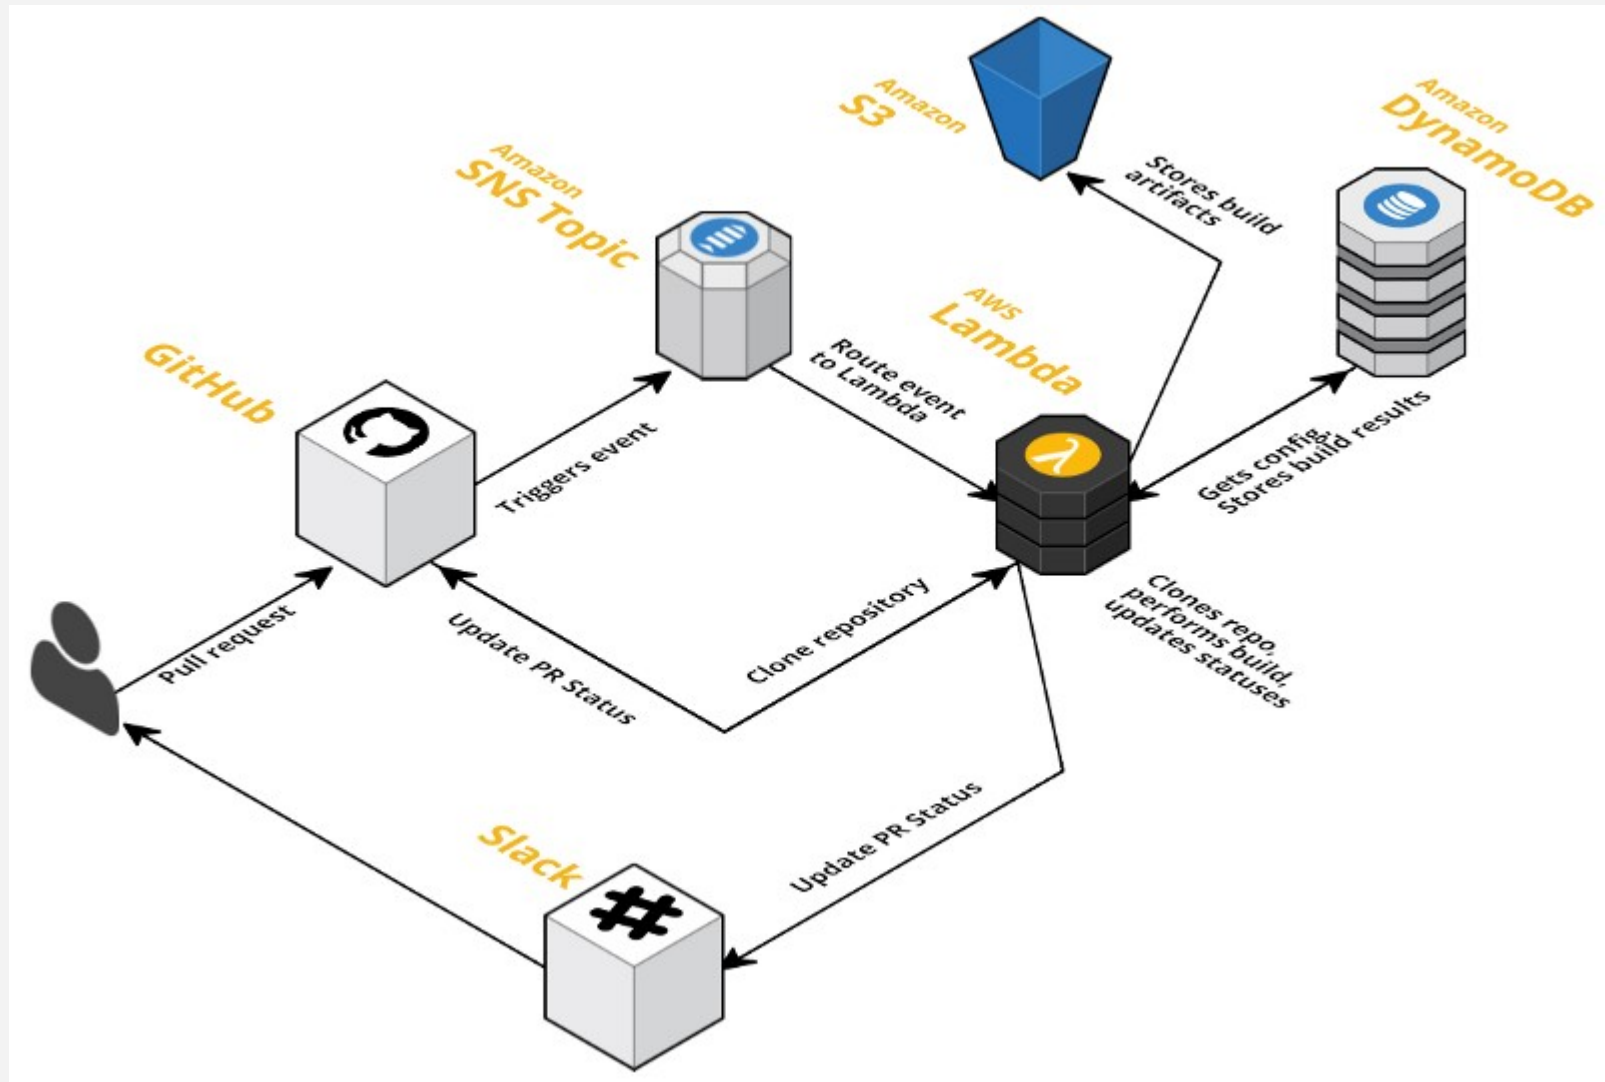 Amazon
S3
Amazon
DynamoDB
Amazon
SNS Topic
Stores build
artifacts
AWS
Lambda
GitHub
Route event
to Lambda
Triggers event
Gets config,
Stores build results
Pull request
Update PR Status
Clone repository
Clones repo,
performs build,
updates statuses
Slack
Update PR Status